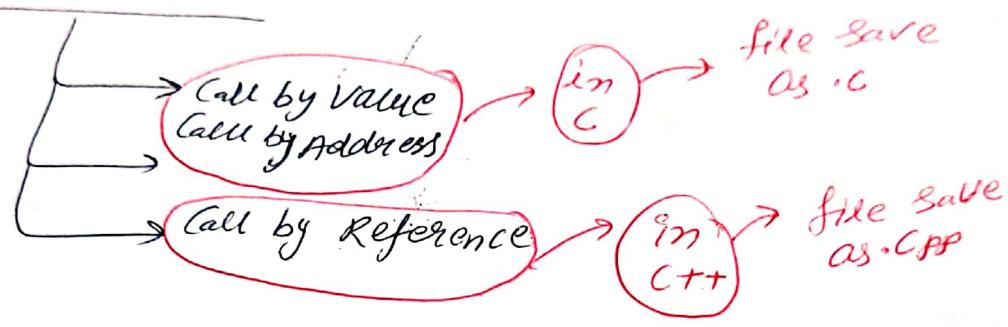 Call by Value
Call by Address
in
C
file save
as .c
Call by Reference
in
C++
file save
as .Cpp